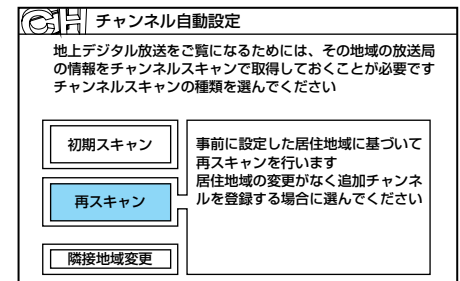 CH チャンネル自動設定
地上デジタル放送をご覧になるためには、その地域の放送局
の情報をチャンネルスキャンで取得しておくことが必要です
チャンネルスキャンの種類を選んでください
初期スキャン
再スキャン
隣接地域変更
事前に設定した居住地域に基づいて
再スキャンを行います
居住地域の変更がなく追加チャンネ
ルを登録する場合に選んでください